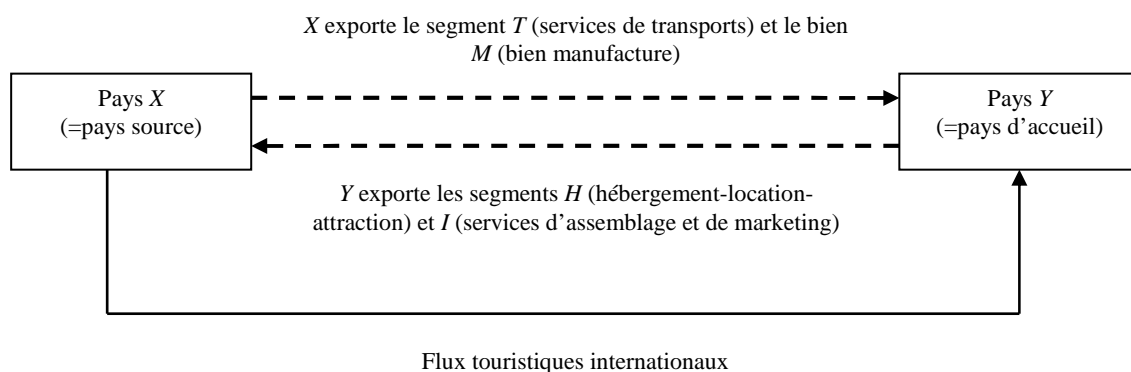 X exporte le segment T (services de transports) et le bien
M (bien manufacture)
Pays X
(=pays source)
Pays Y
(=pays d’accueil)
Y exporte les segments H (hébergement-location-
attraction) et I (services d’assemblage et de marketing)
Flux touristiques internationaux